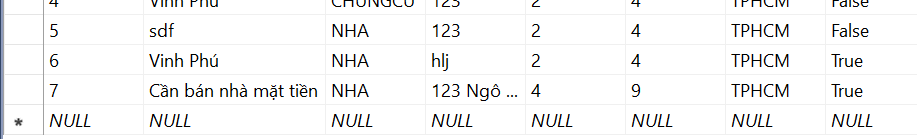 4 Vinh Phú CHUNGCU 123 2 4 TPHCM False
5 sdf NHA 123 2 4 TPHCM False
6 Vinh Phú NHA hlj 2 4 TPHCM True
7 Cần bán nhà mặt tiền NHA 123 Ngô ... 4 9 TPHCM True
* NULL NULL NULL NULL NULL NULL NULL NULL